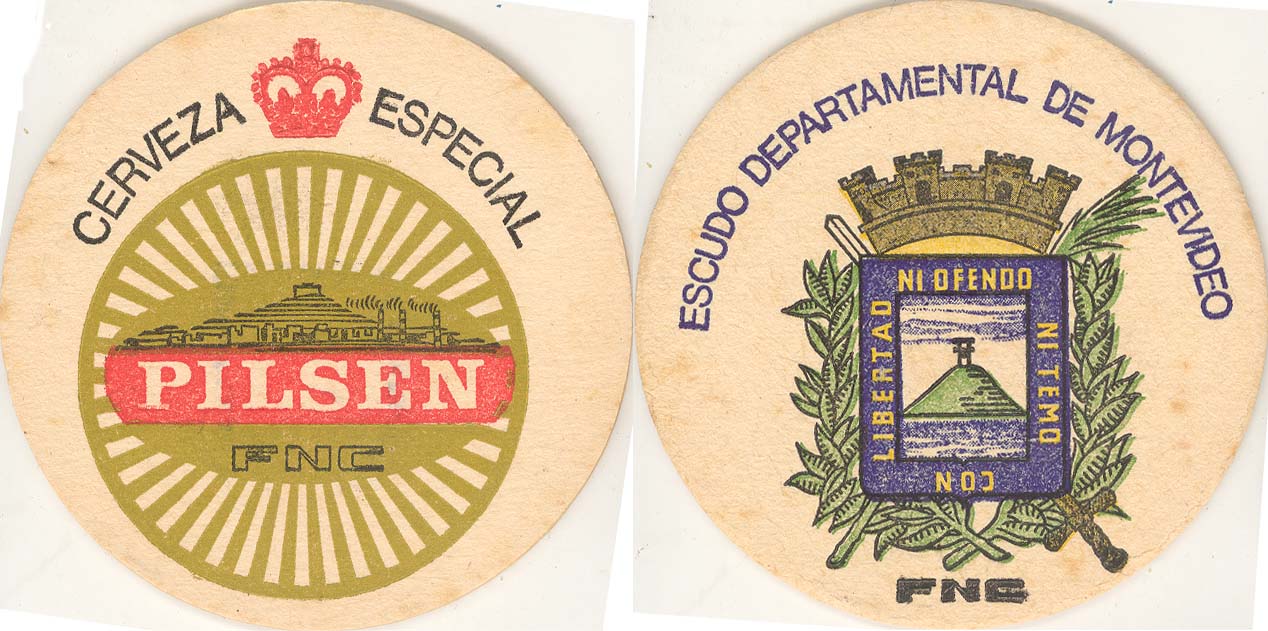 CERVEZA ESPECIAL
PILSEN
FNC
ESCUDO DEPARTAMENTAL DE MONTEVIDEO
CON
LIBERTAD
NI OFENDO
NI TEMO
FNC